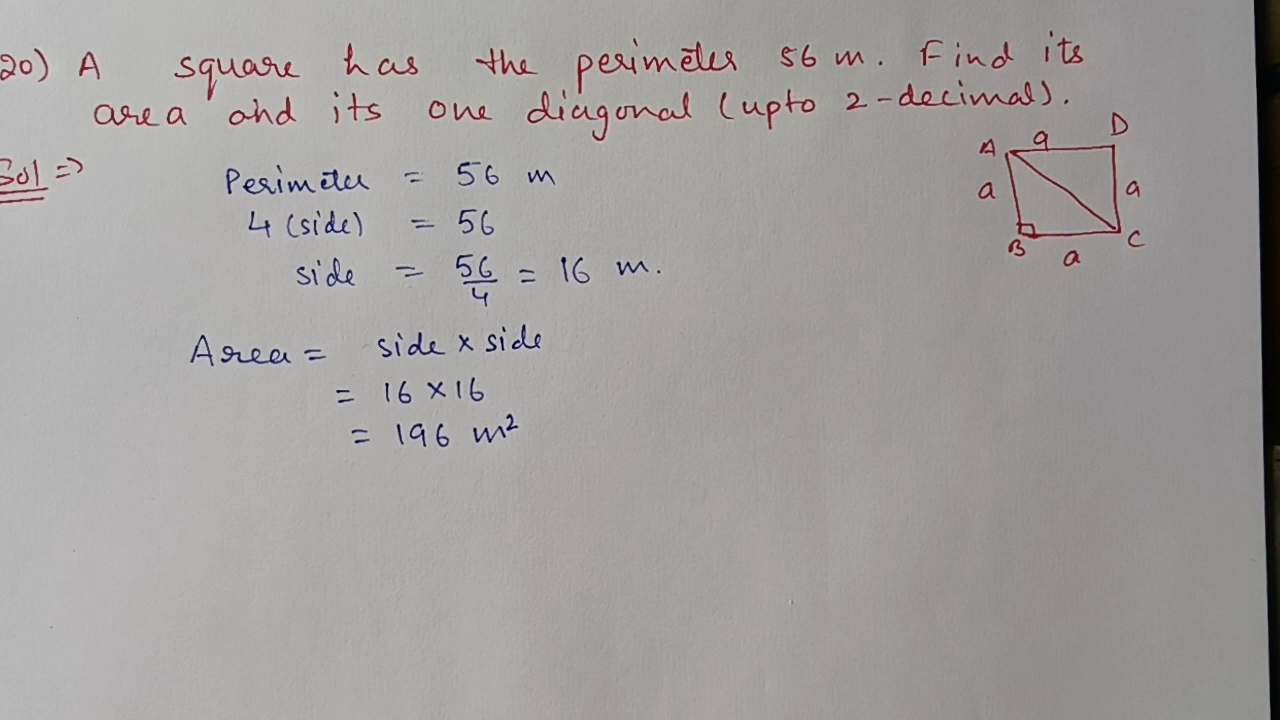 20) A square has the perimeter 56 m. Find its
area and its one diagonal (upto 2-decimal).
Sol =>
Perimeter = 56 m
4 (side) = 56
side = 56/4 = 16 m.
Area = side × side
= 16 × 16
= 196 m²
A a D
a a
B a C